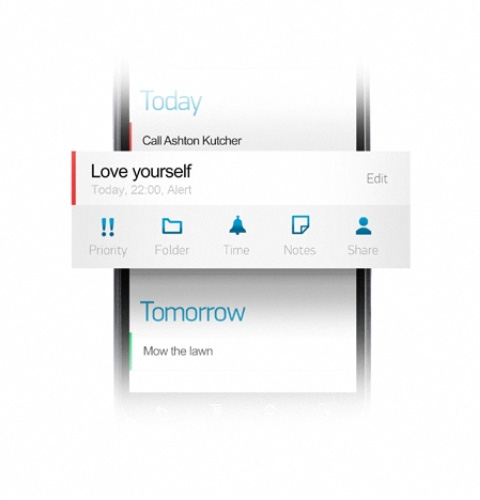 Today
Call Ashton Kutcher
Love yourself
Edit
Today, 22:00, Alert
Priority Folder Time Notes Share
Tomorrow
Mow the lawn